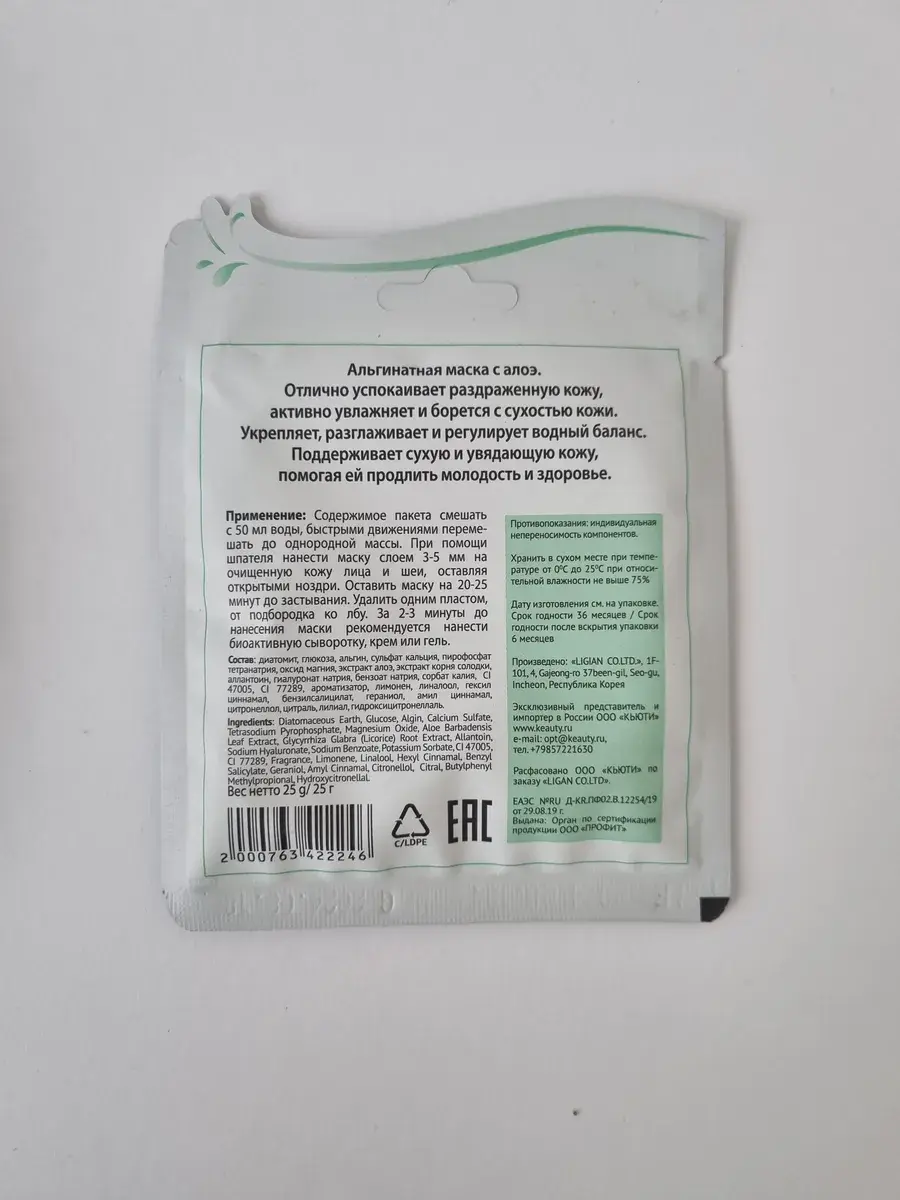 Альгинатная маска с алоэ.
Отлично успокаивает раздраженную кожу,
активно увлажняет и борется с сухостью кожи.
Укрепляет, разглаживает и регулирует водный баланс.
Поддерживает сухую и увядающую кожу,
помогая ей продлить молодость и здоровье.
Применение: Содержимое пакета смешать
с 50 мл воды, быстрыми движениями переме-
шать до однородной массы. При помощи
шпателя нанести маску слоем 3-5 мм на
очищенную кожу лица и шеи, оставляя
открытыми ноздри. Оставить маску на 20-25
минут до застывания. Удалить одним пластом,
от подбородка ко лбу. За 2-3 минуты до
нанесения маски рекомендуется нанести
биоактивную сыворотку, крем или гель.
Состав: диатомит, глюкоза, альгин, сульфат кальция, пирофосфат
тетранатрия, оксид магния, экстракт алоэ, экстракт корня солодки,
аллантоин, гиалуронат натрия, бензоат натрия, сорбат калия, CI
47005, CI 77289, ароматизатор, лимонен, линалоол, гексил
циннамал, бензилсалицилат, гераниол, амил циннамал,
цитронеллол, цитраль, лилиал, гидроксицитронеллаль.
Ingredients: Diatomaceous Earth, Glucose, Algin, Calcium Sulfate,
Tetrasodium Pyrophosphate, Magnesium Oxide, Aloe Barbadensis
Leaf Extract, Glycyrrhiza Glabra (Licorice) Root Extract, Allantoin,
Sodium Hyaluronate, Sodium Benzoate, Potassium Sorbate, CI 47005,
CI 77289, Fragrance, Limonene, Linalool, Hexyl Cinnamal, Benzyl
Salicylate, Geraniol, Amyl Cinnamal, Citronellol, Citral, Butylphenyl
Methylpropional, Hydroxycitronellal.
Вес нетто 25 g/ 25 г
2 000763 422246
C/LDPE
EAC
Противопоказания: индивидуальная
непереносимость компонентов.
Хранить в сухом месте при темпе-
ратуре от 0°C до 25°C при относи-
тельной влажности не выше 75%
Дату изготовления см. на упаковке.
Срок годности 36 месяцев / Срок
годности после вскрытия упаковки
6 месяцев
Произведено: «LIGIAN CO.LTD.», 1F-
101, 4, Gajeong-ro 37been-gil, Seo-gu,
Incheon, Республика Корея
Эксклюзивный представитель и
импортер в России ООО «КЬЮТИ»
www.keauty.ru
e-mail: opt@keauty.ru,
тел. +79857221630
Расфасовано ООО «КЬЮТИ» по
заказу «LIGAN CO.LTD».
ЕАЭС №RU Д-KR.ПФ02.В.12254/19
от 29.08.19 г.
Выдана: Орган по сертификации
продукции ООО «ПРОФИТ»